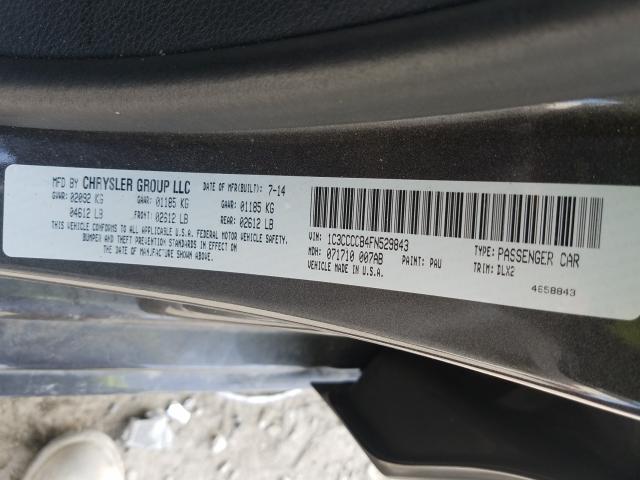 MFD BY CHRYSLER GROUP LLC DATE OF MFR(BUILT): 7-14
GVWR: 02092 KG GAWR: 01185 KG GAWR: 01185 KG
04612 LB FRONT: 02612 LB REAR: 02612 LB
THIS VEHICLE CONFORMS TO ALL APPLICABLE U.S.A. FEDERAL MOTOR VEHICLE SAFETY,
BUMPER AND THEFT PREVENTION STANDARDS IN EFFECT ON
THE DATE OF MANUFACTURE SHOWN ABOVE.
VIN: 1C3CCCCB4FN529843 TYPE: PASSENGER CAR
MDH: 071710 007AB PAINT: PAU TRIM: DLX2
MADE IN U.S.A.
4658843